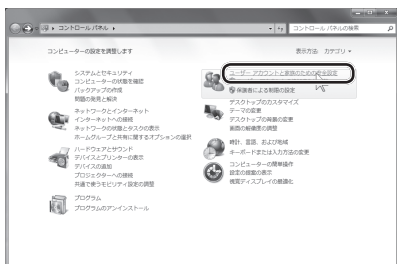 コントロール パネル
コントロール パネルの検索
コンピューターの設定を調整します
表示方法: カテゴリ
システムとセキュリティ
コンピューターの状態を確認
バックアップの作成
問題の発見と解決
ネットワークとインターネット
インターネットへの接続
ネットワークの状態とタスクの表示
ホームグループと共有に関するオプションの選択
ハードウェアとサウンド
デバイスとプリンターの表示
デバイスの追加
プロジェクターへの接続
共通で使うモビリティ設定の調整
プログラム
プログラムのアンインストール
ユーザー アカウントと家族のための安全設定
保護者による制限の設定
デスクトップのカスタマイズ
テーマの変更
デスクトップの背景の変更
画面の解像度の調整
時計、言語、および地域
キーボードまたは入力方法の変更
コンピューターの簡単操作
設定の提案の表示
視覚ディスプレイの最適化